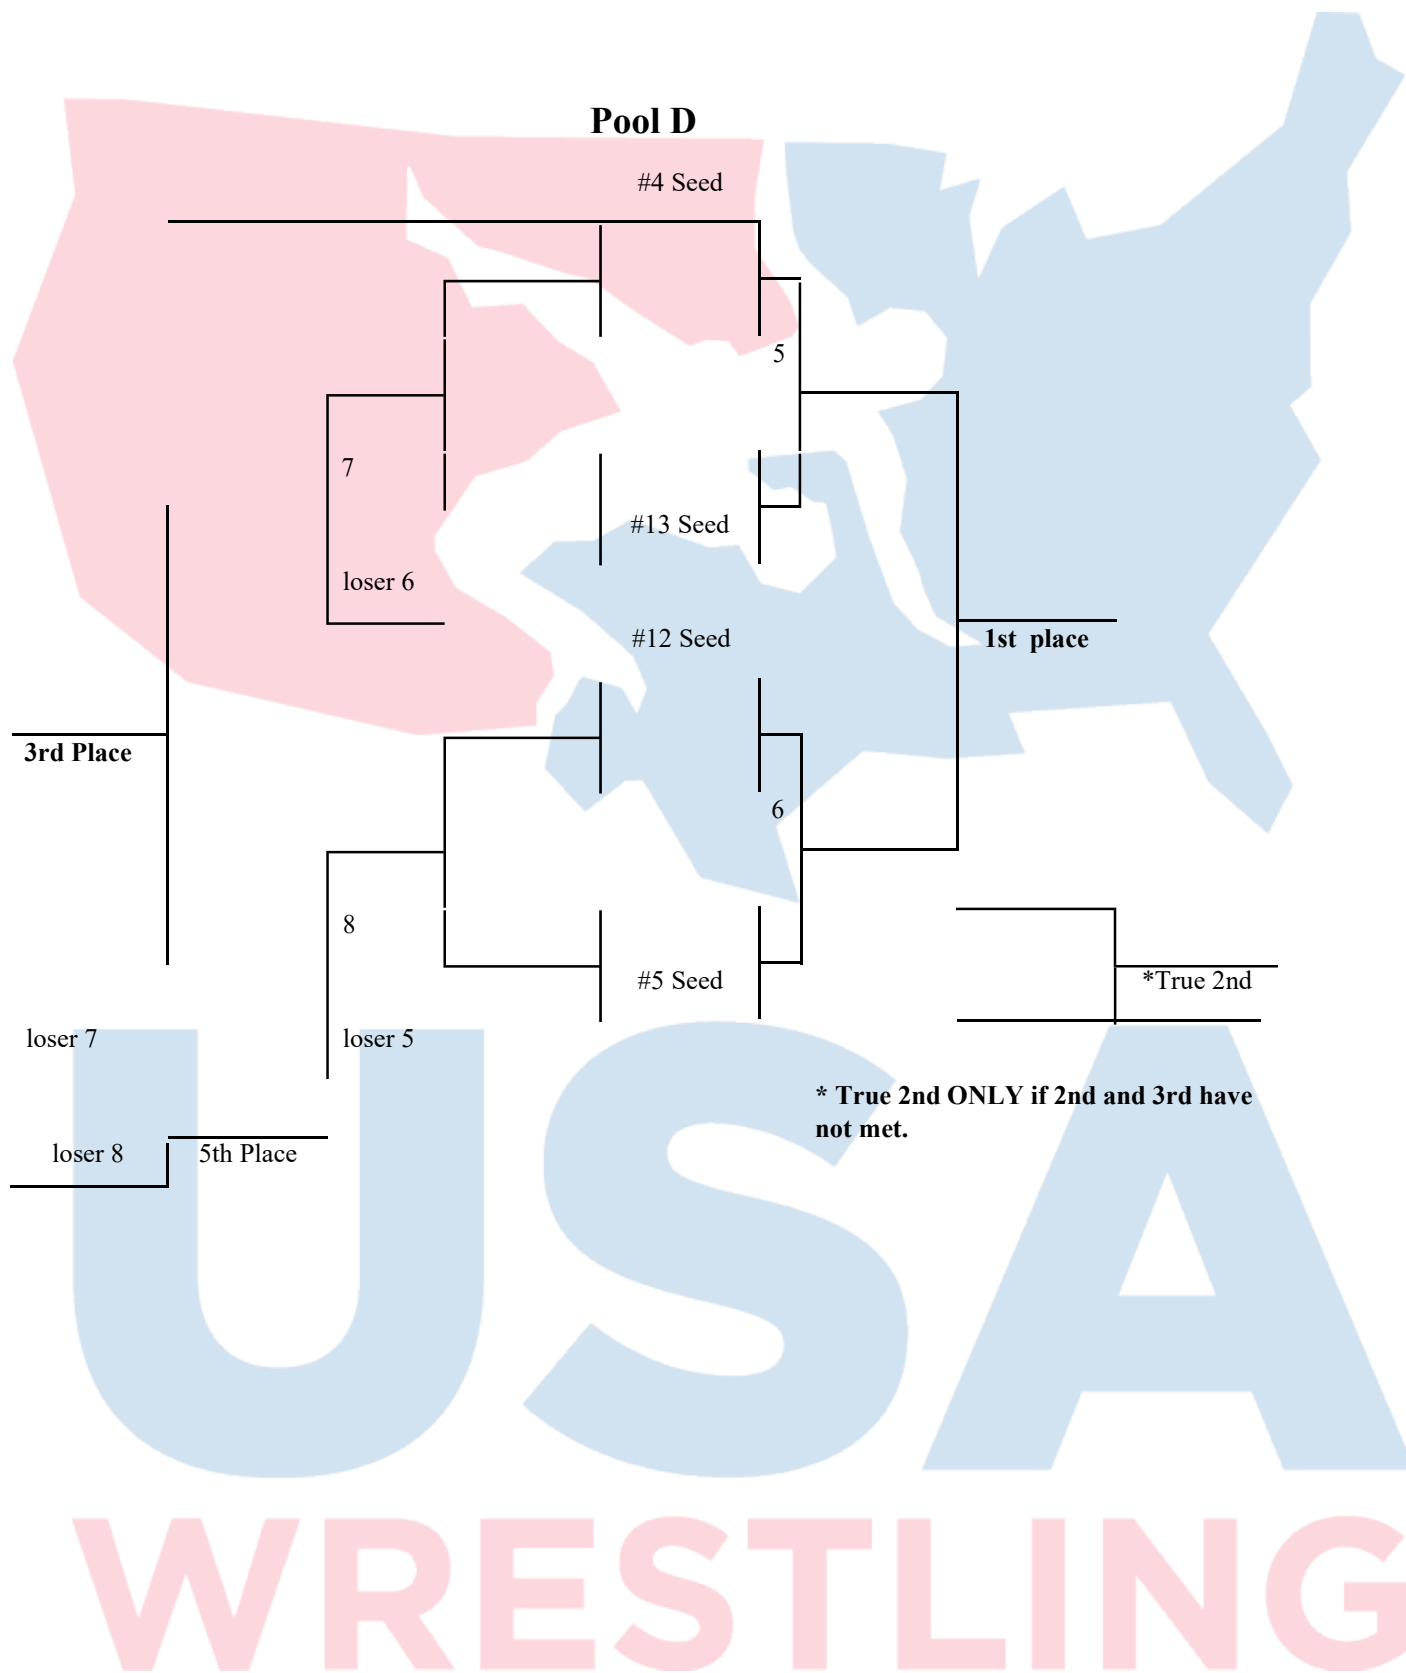 Pool D
#4 Seed
5
7
#13 Seed
loser 6
#12 Seed
1st  place
3rd Place
6
8
#5 Seed
*True 2nd
loser 7
loser 5
* True 2nd ONLY if 2nd and 3rd have
not met.
loser 8
5th Place
USA
WRESTLING